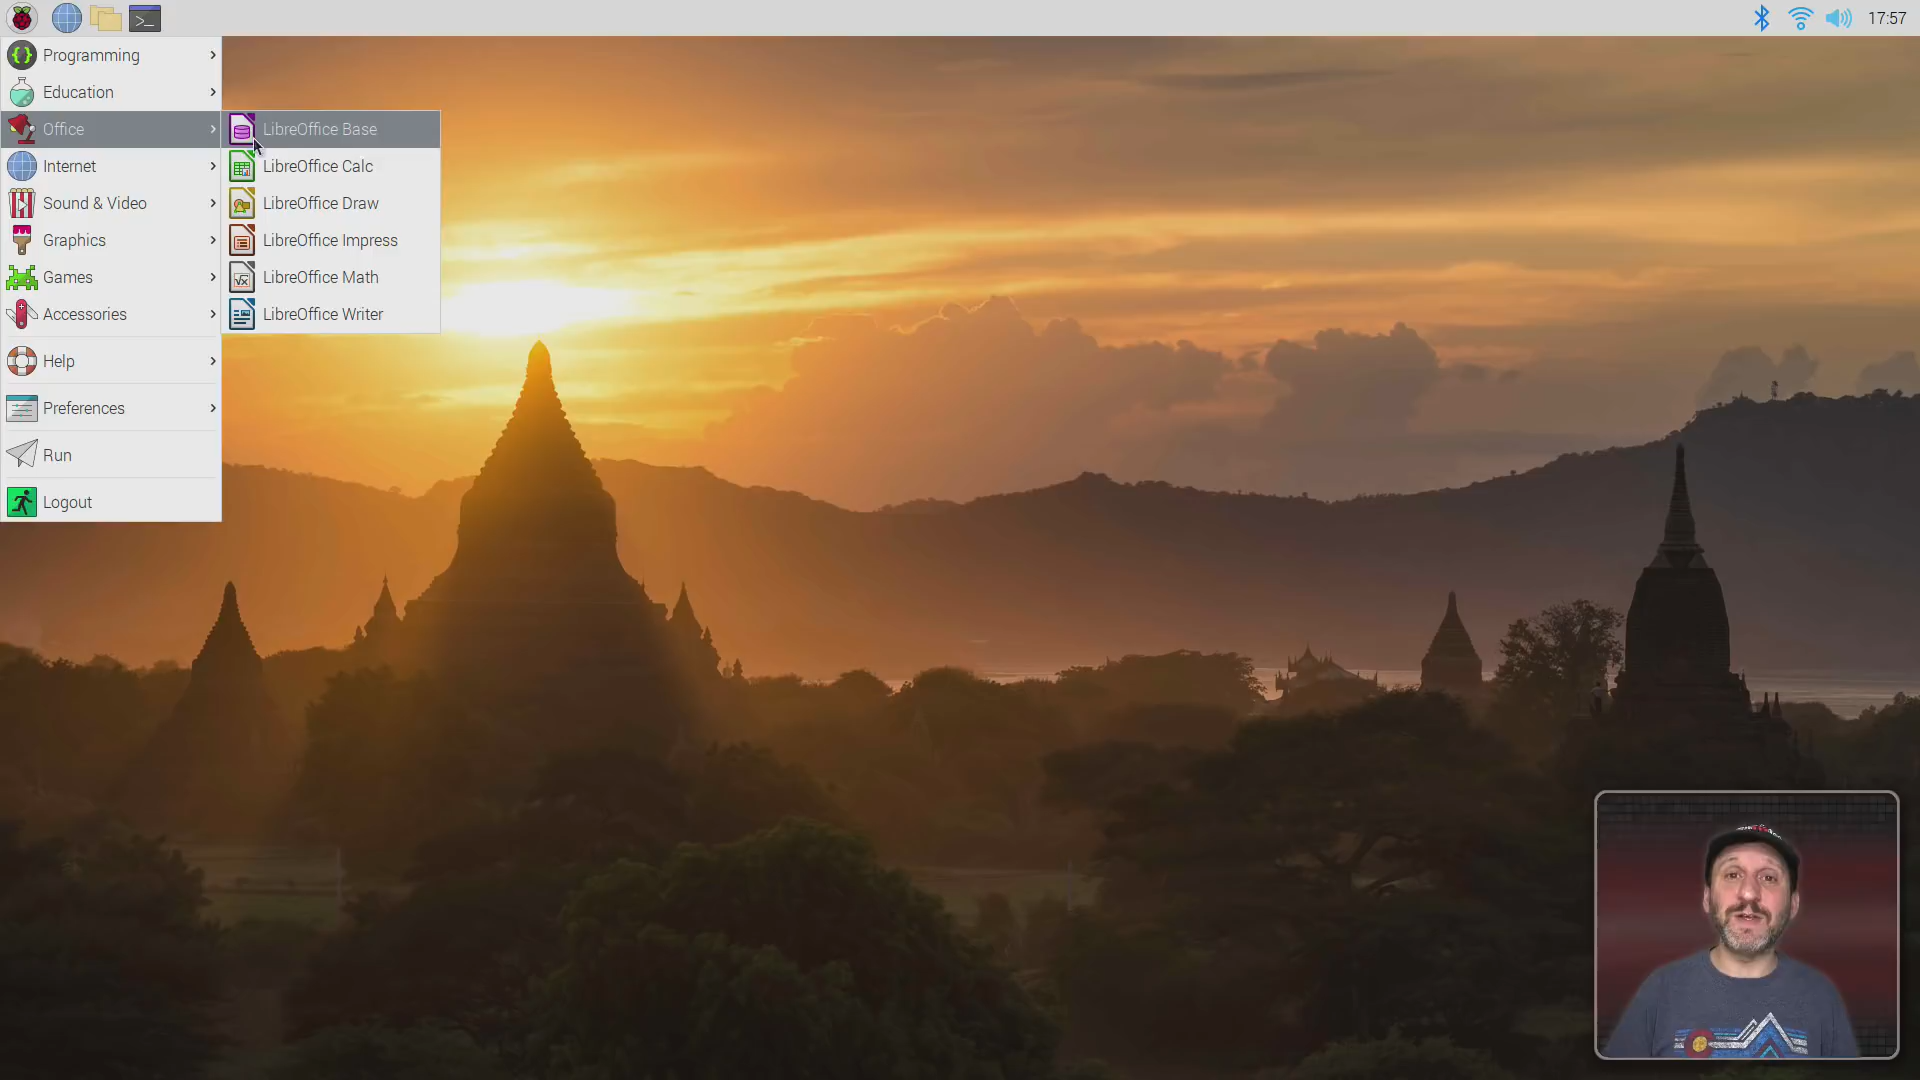 17:57
Programming
Education
Office
Internet
Sound & Video
Graphics
Games
Accessories
Help
Preferences
Run
Logout
LibreOffice Base
LibreOffice Calc
LibreOffice Draw
LibreOffice Impress
LibreOffice Math
LibreOffice Writer